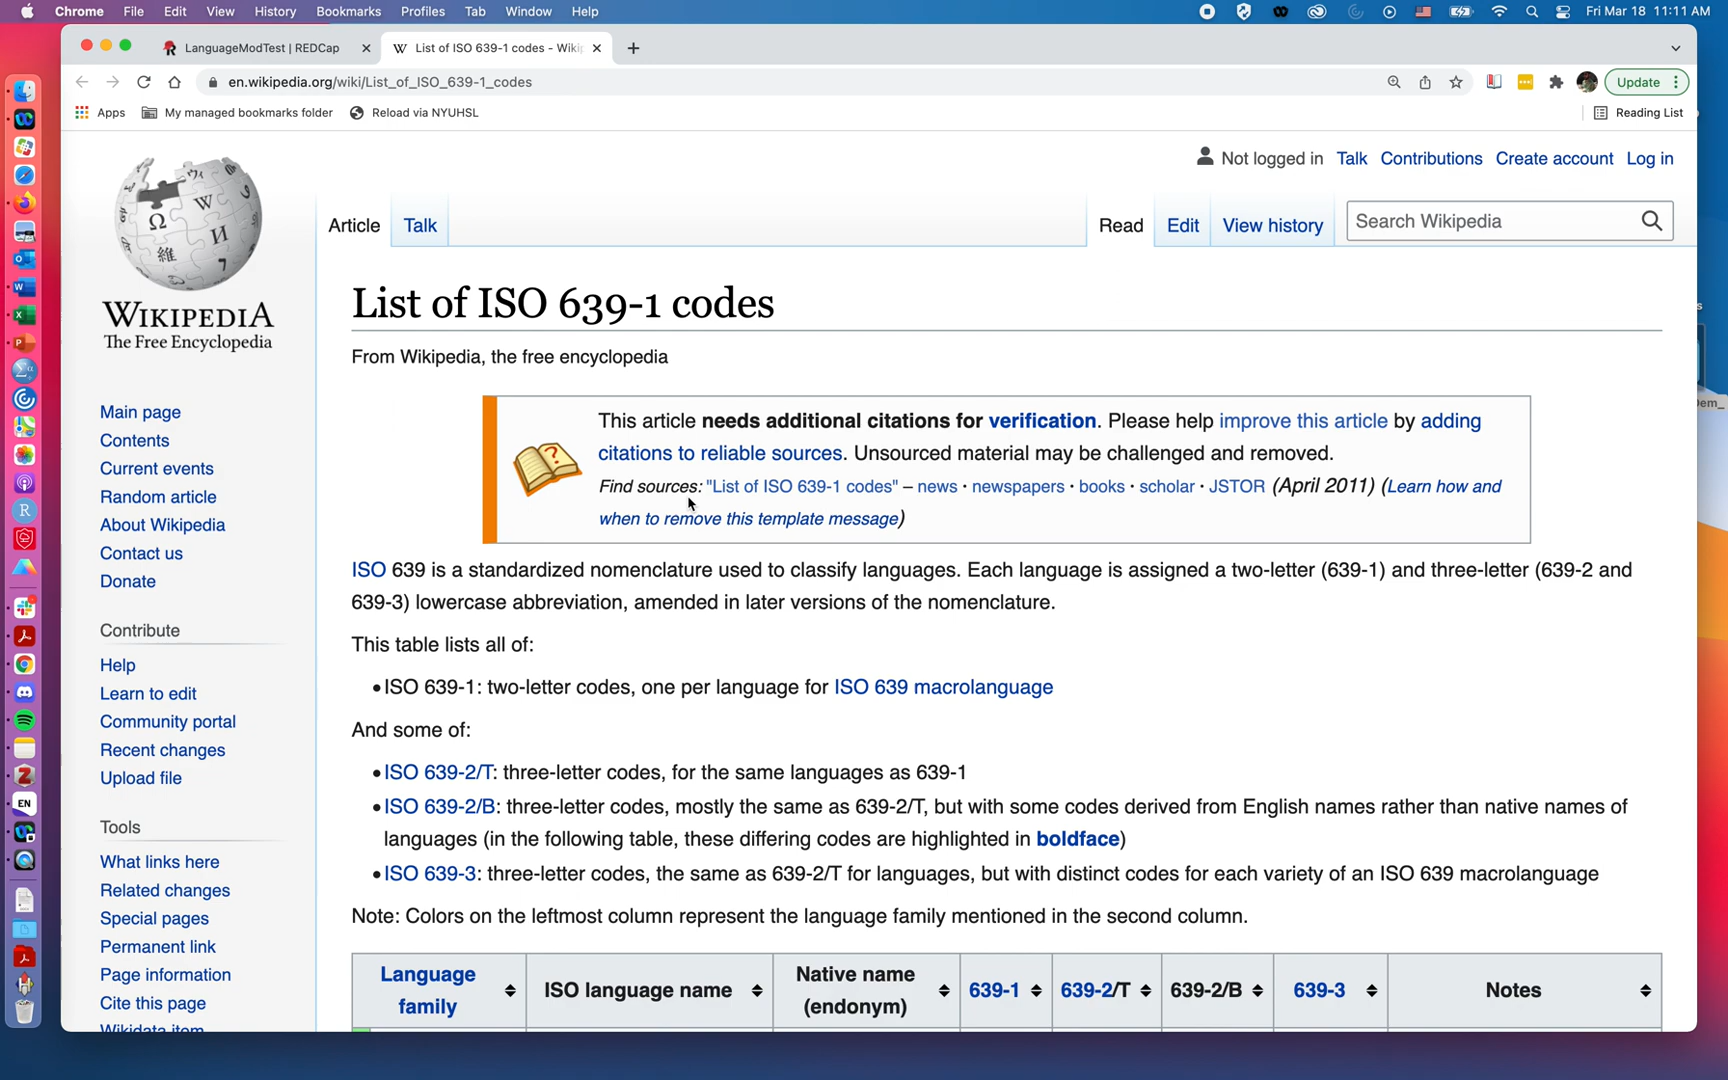 Chrome File Edit View History Bookmarks Profiles Tab Window Help Fri Mar 18 11:11 AM
LanguageModTest | REDCap List of ISO 639-1 codes - Wiki
en.wikipedia.org/wiki/List_of_ISO_639-1_codes Update
Apps My managed bookmarks folder Reload via NYUHSL Reading List
Not logged in Talk Contributions Create account Log in
Article Talk Read Edit View history Search Wikipedia
WIKIPEDIA
The Free Encyclopedia
Main page
Contents
Current events
Random article
About Wikipedia
Contact us
Donate
Contribute
Help
Learn to edit
Community portal
Recent changes
Upload file
Tools
What links here
Related changes
Special pages
Permanent link
Page information
Cite this page
Wikidata item
List of ISO 639-1 codes
From Wikipedia, the free encyclopedia
This article needs additional citations for verification. Please help improve this article by adding
citations to reliable sources. Unsourced material may be challenged and removed.
Find sources: "List of ISO 639-1 codes" – news · newspapers · books · scholar · JSTOR (April 2011) (Learn how and
when to remove this template message)
ISO 639 is a standardized nomenclature used to classify languages. Each language is assigned a two-letter (639-1) and three-letter (639-2 and
639-3) lowercase abbreviation, amended in later versions of the nomenclature.
This table lists all of:
• ISO 639-1: two-letter codes, one per language for ISO 639 macrolanguage
And some of:
• ISO 639-2/T: three-letter codes, for the same languages as 639-1
• ISO 639-2/B: three-letter codes, mostly the same as 639-2/T, but with some codes derived from English names rather than native names of
languages (in the following table, these differing codes are highlighted in boldface)
• ISO 639-3: three-letter codes, the same as 639-2/T for languages, but with distinct codes for each variety of an ISO 639 macrolanguage
Note: Colors on the leftmost column represent the language family mentioned in the second column.
Language family ISO language name Native name (endonym) 639-1 639-2/T 639-2/B 639-3 Notes
EN